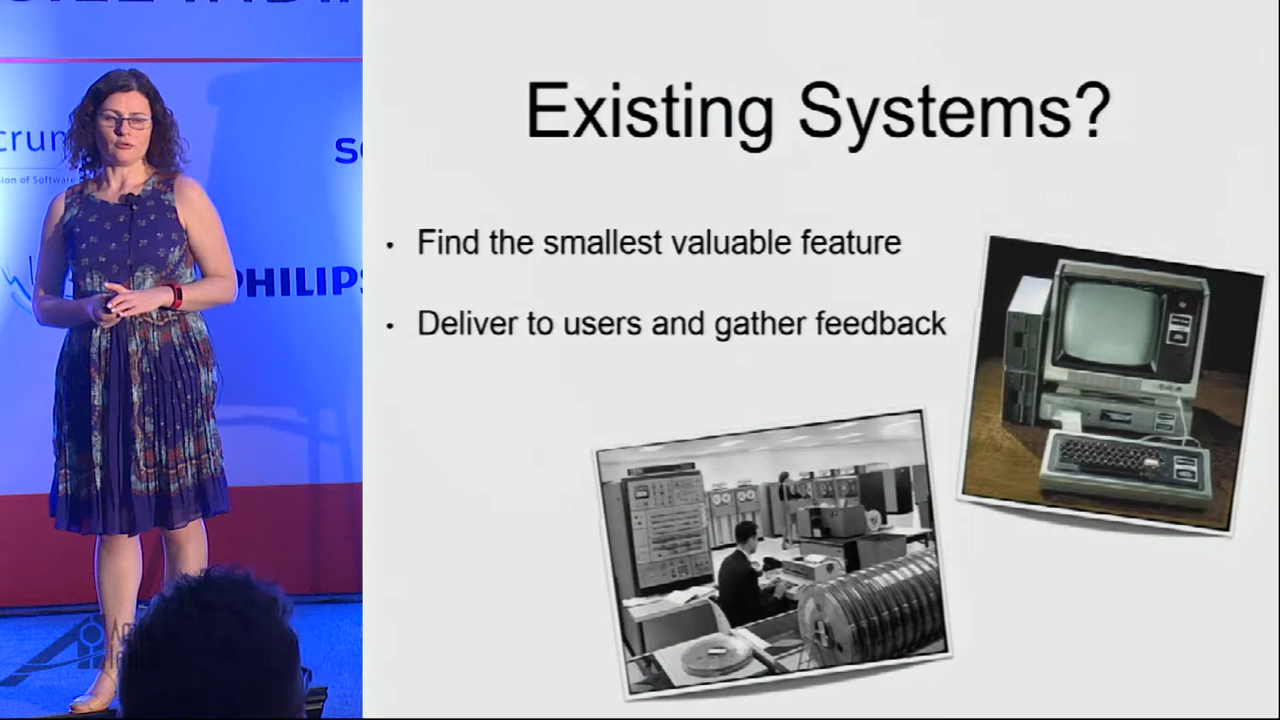 Existing Systems?
• Find the smallest valuable feature
• Deliver to users and gather feedback
PHILIPS